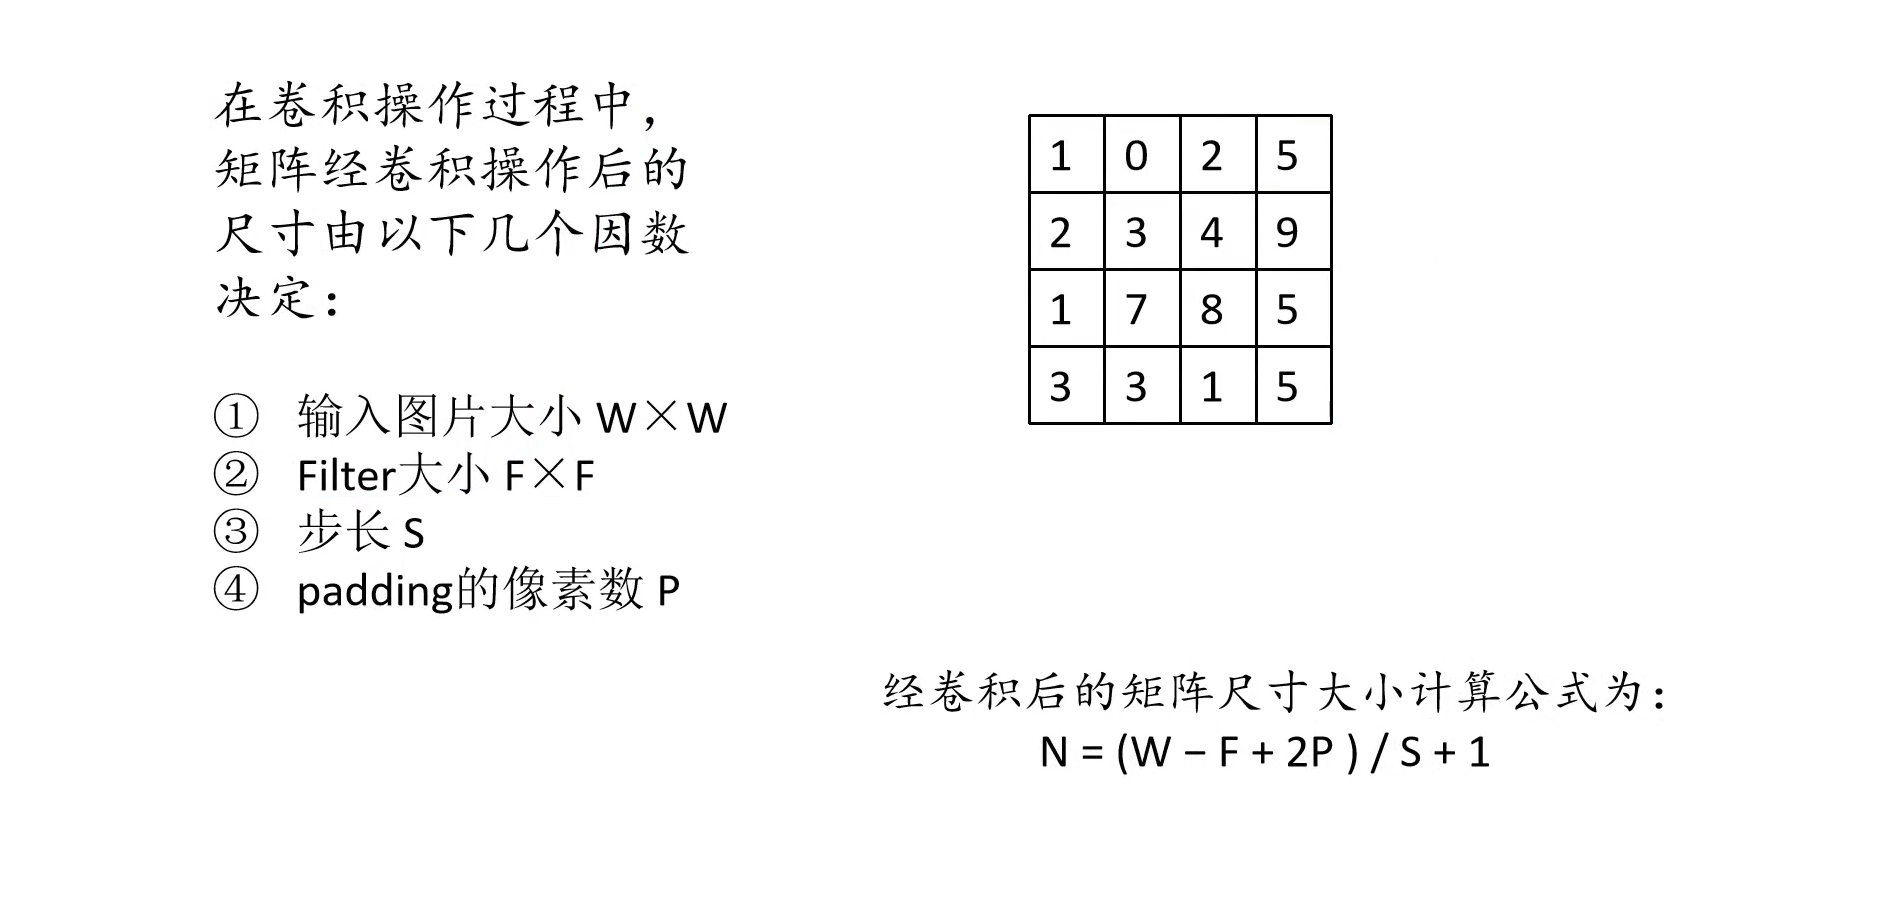 在卷积操作过程中，
矩阵经卷积操作后的
尺寸由以下几个因数
决定：
① 输入图片大小 W×W
② Filter大小 F×F
③ 步长 S
④ padding的像素数 P
1 0 2 5
2 3 4 9
1 7 8 5
3 3 1 5
经卷积后的矩阵尺寸大小计算公式为：
N = (W − F + 2P ) / S + 1